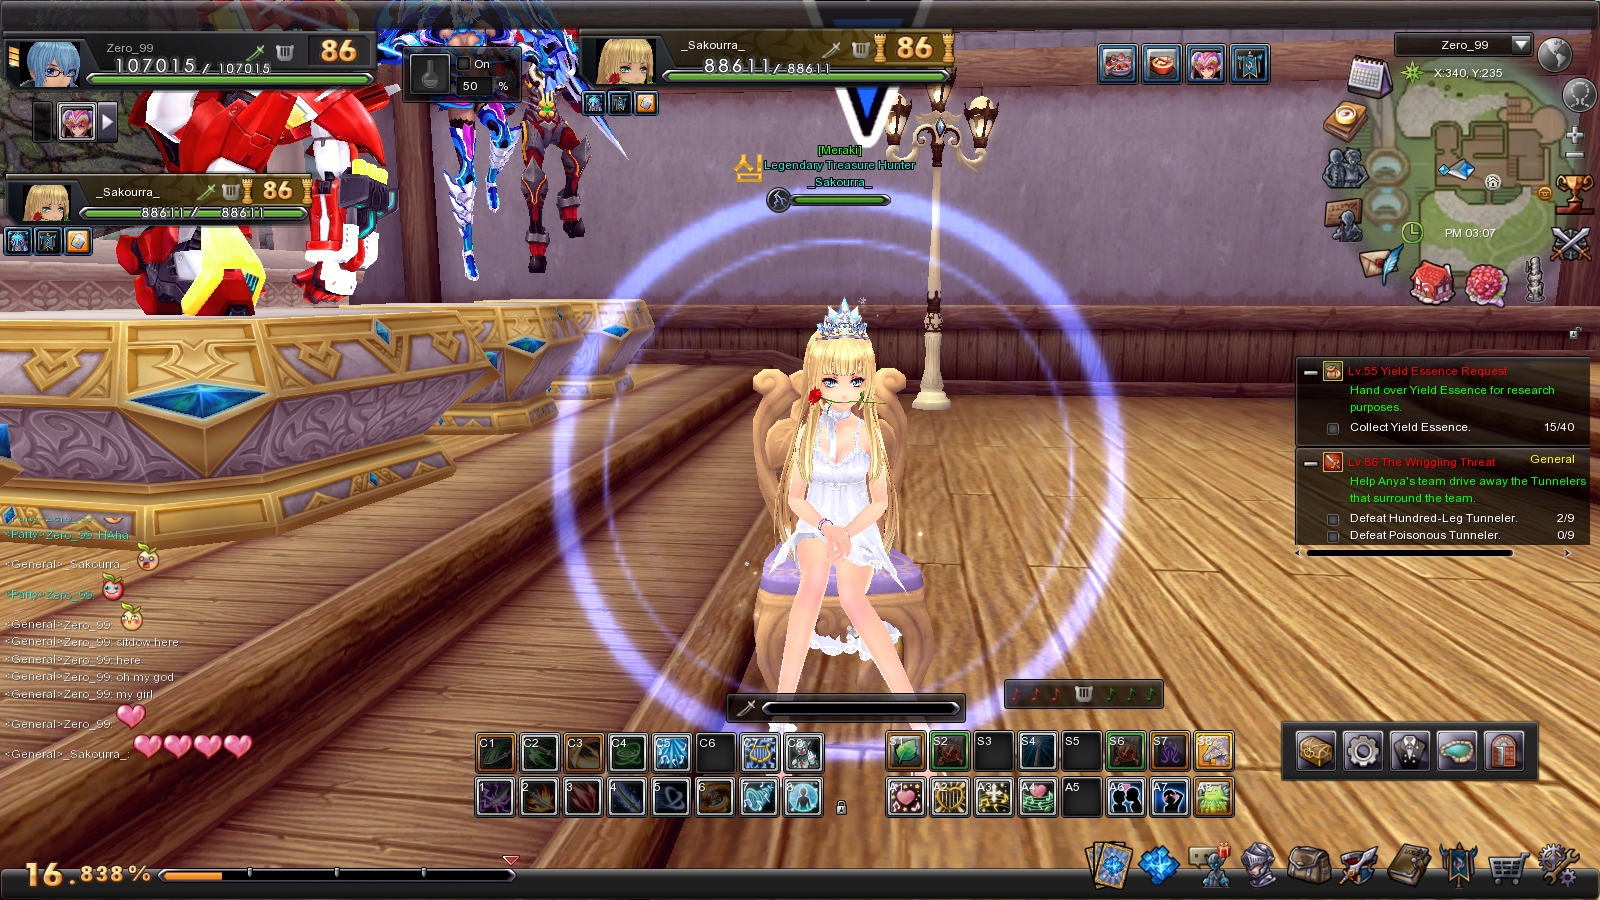 Zero_99
86
107015 / 107015
On
50 %
_Sakourra_
86
88611 / 88611
_Sakourra_
86
88611 / 88611
[Meraki]
Legendary Treasure Hunter
_Sakourra_
Zero_99
X:340, Y:235
PM 03:07
Lv.55 Yield Essence Request
Hand over Yield Essence for research
purposes.
Collect Yield Essence. 15/40
Lv.86 The Wriggling Threat General
Help Anya's team drive away the Tunnelers
that surround the team.
Defeat Hundred-Leg Tunneler. 2/9
Defeat Poisonous Tunneler. 0/9
<Party>Zero_99: HAha
<General>_Sakourra_:
<Party>Zero_99:
<General>Zero_99:
<General>Zero_99: sitdow here
<General>Zero_99: here
<General>Zero_99: oh my god
<General>Zero_99: my girl
<General>Zero_99:
<General>_Sakourra_:
C1 C2 C3 C4 C5 C6 C7 C8
S1 S2 S3 S4 S5 S6 S7 S8
1 2 3 4 5 6 7 8
A1 A2 A3 A4 A5 A6 A7 A8
16.838%